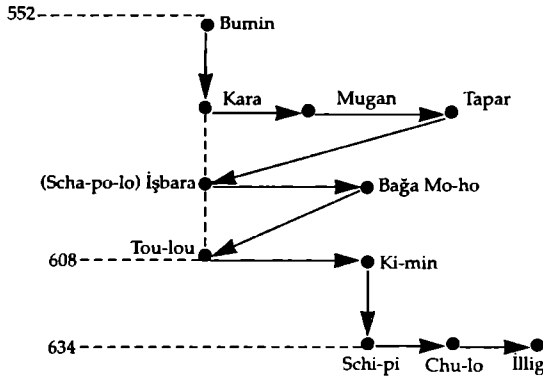 552
Bumin
Kara
Mugan
Tapar
(Scha-po-lo) İşbara
Bağa Mo-ho
Tou-lou
608
Ki-min
634
Schi-pi
Chu-lo
İllig